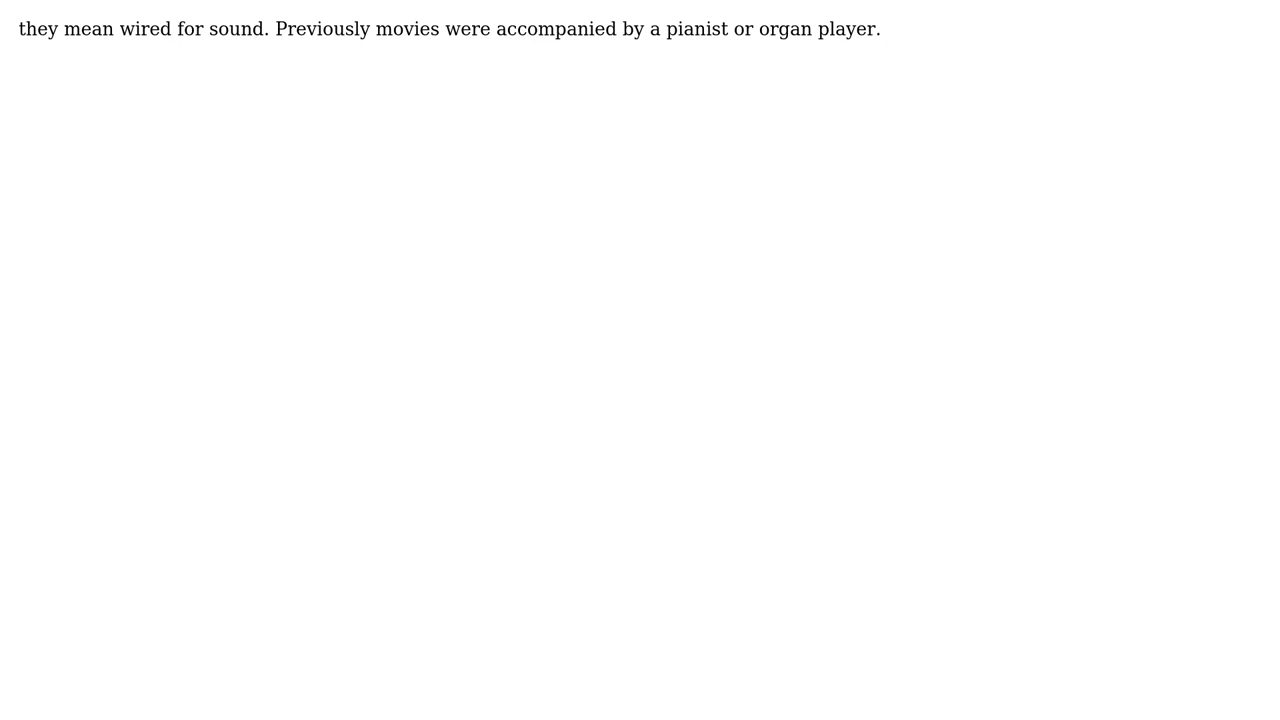 they mean wired for sound. Previously movies were accompanied by a pianist or organ player.